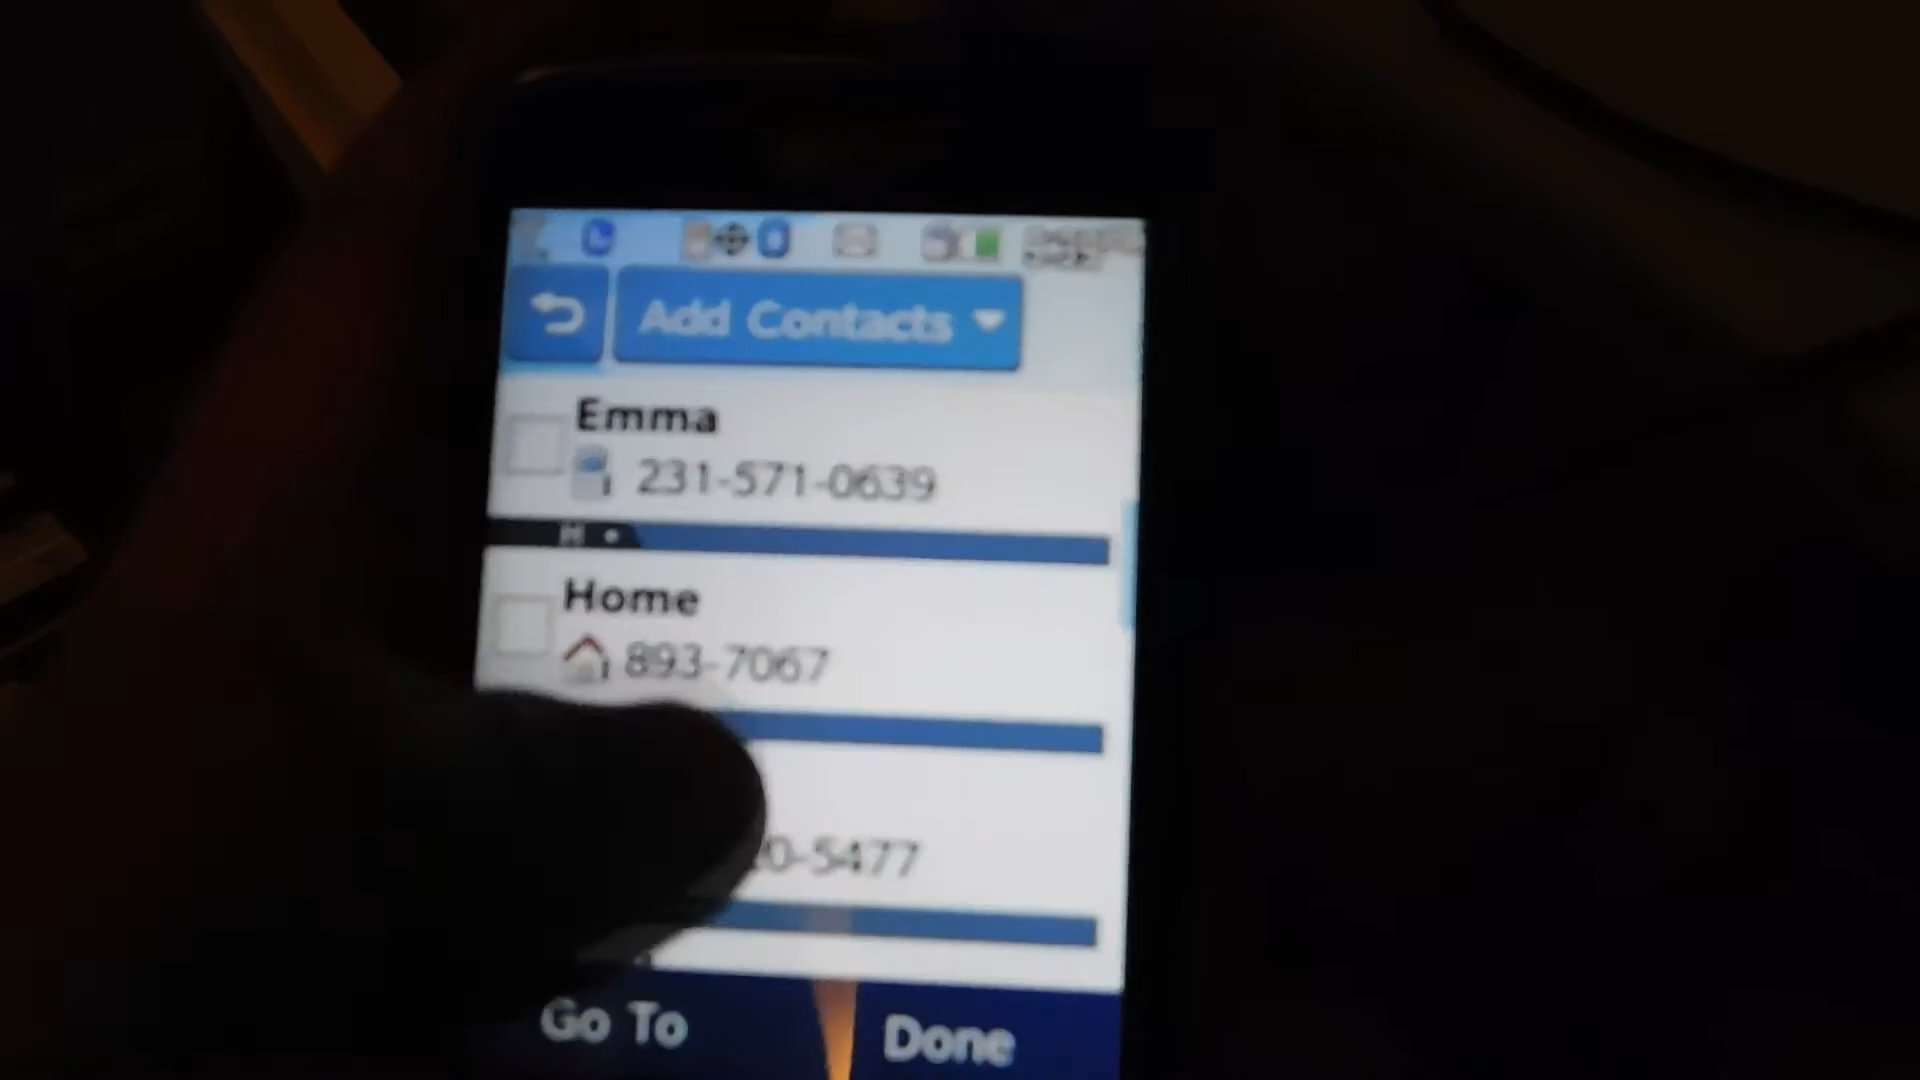 Add Contacts
Emma
231-571-0639
H
Home
893-7067
0-5477
Go To
Done